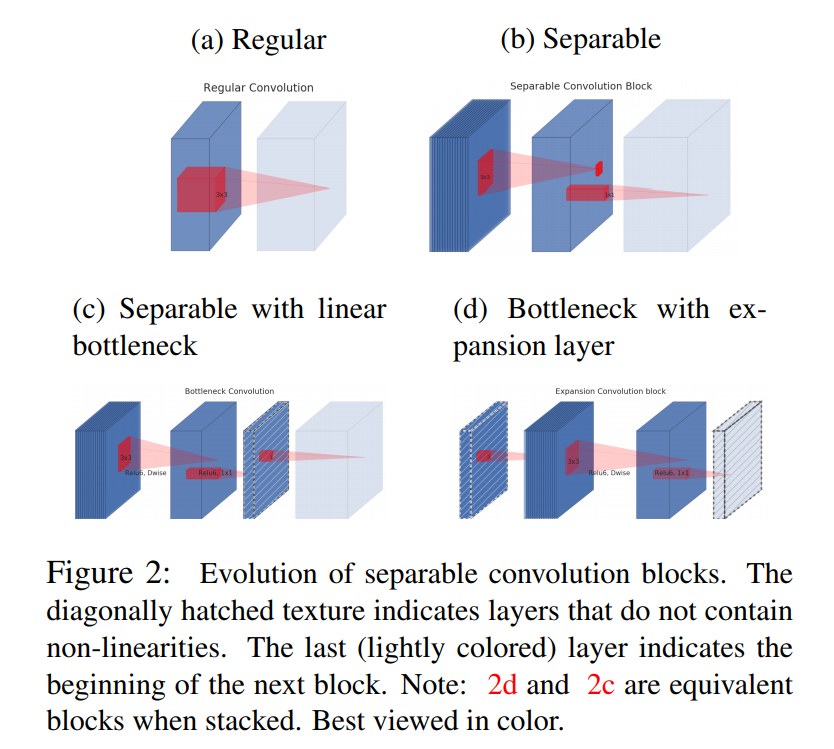 (a) Regular
(b) Separable
Regular Convolution
Separable Convolution Block
3x3
3x3
1x1
(c) Separable with linear
bottleneck
(d) Bottleneck with ex-
pansion layer
Bottleneck Convolution
Expansion Convolution block
3x3
Relu6, Dwise
Relu6, 1x1
3x3
Relu6, Dwise
Relu6, 1x1
Figure 2: Evolution of separable convolution blocks. The
diagonally hatched texture indicates layers that do not contain
non-linearities. The last (lightly colored) layer indicates the
beginning of the next block. Note: 2d and 2c are equivalent
blocks when stacked. Best viewed in color.